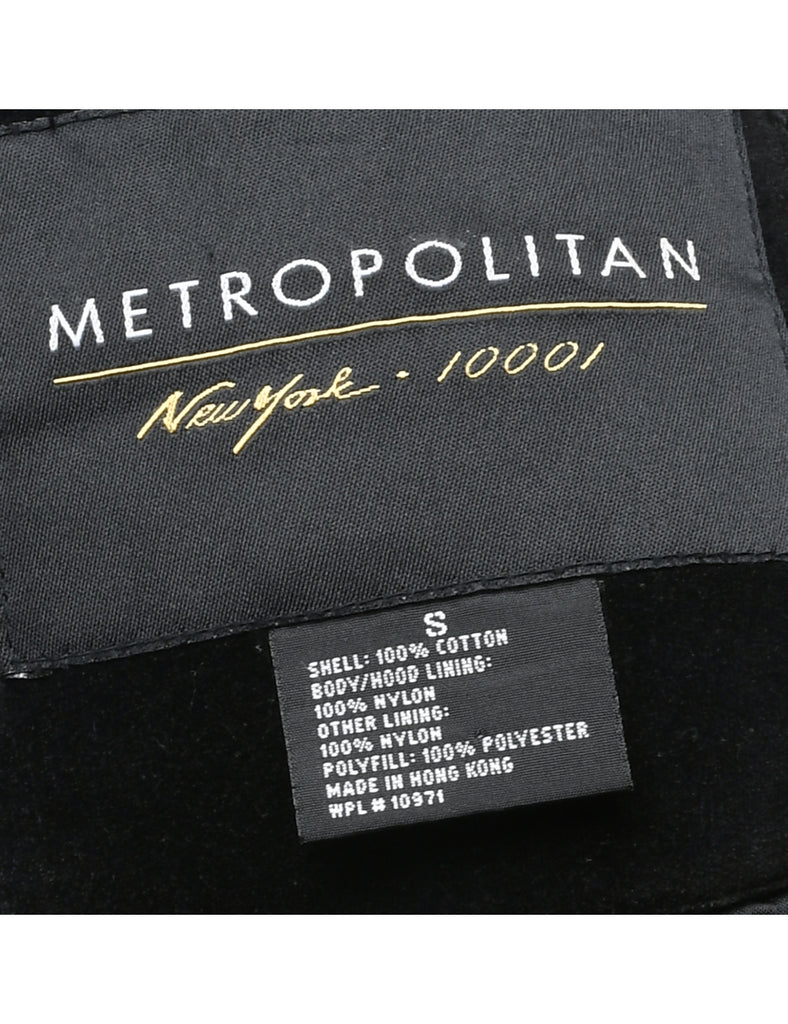 METROPOLITAN
New York · 10001
S
SHELL: 100% COTTON
BODY/HOOD LINING:
100% NYLON
OTHER LINING:
100% NYLON
POLYFILL: 100% POLYESTER
MADE IN HONG KONG
WPL # 10971